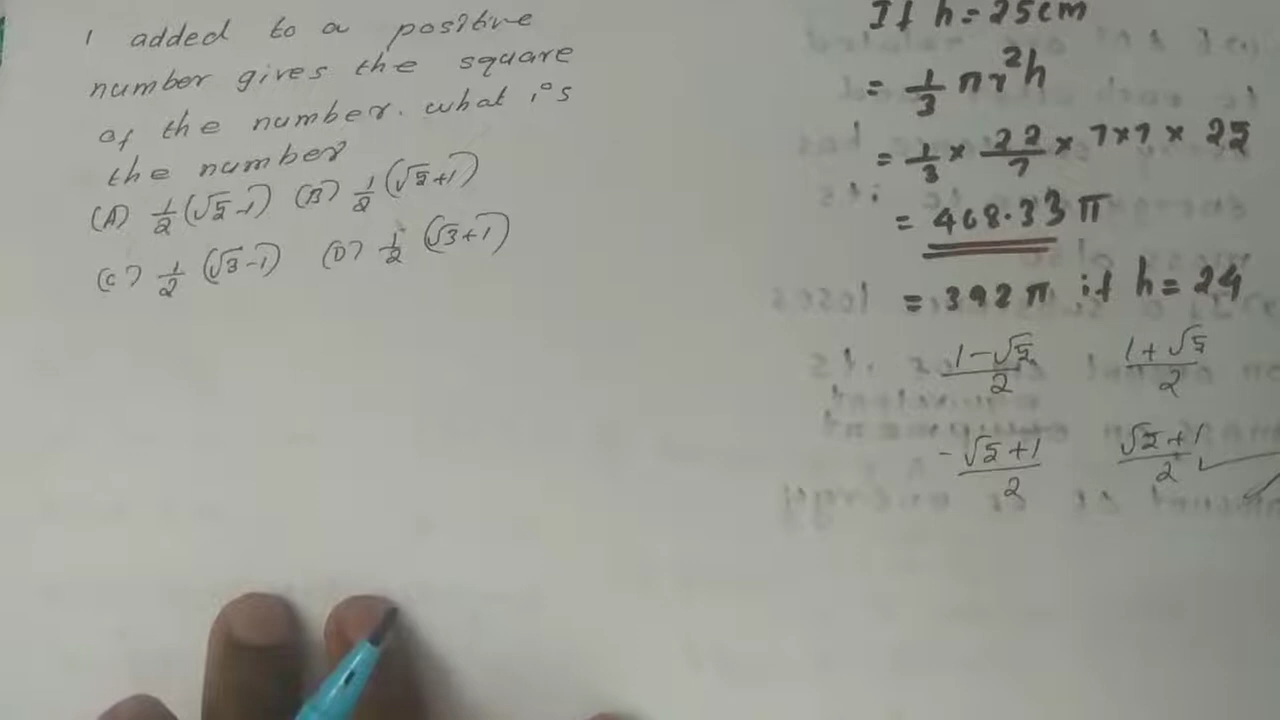 1 added to a positive
number gives the square
of the number. what is
the number
(A) 1/2 (√5-1) (B) 1/2 (√5+1)
(C) 1/2 (√3-1) (D) 1/2 (√3+1)
If h = 25cm
= 1/3 πr²h
= 1/3 × 22/7 × 7×7× 25
= 408.33 π
= 392 π if h = 24
1-√5/2 1+√5/2
-√5+1/2 √5+1/2 ✓